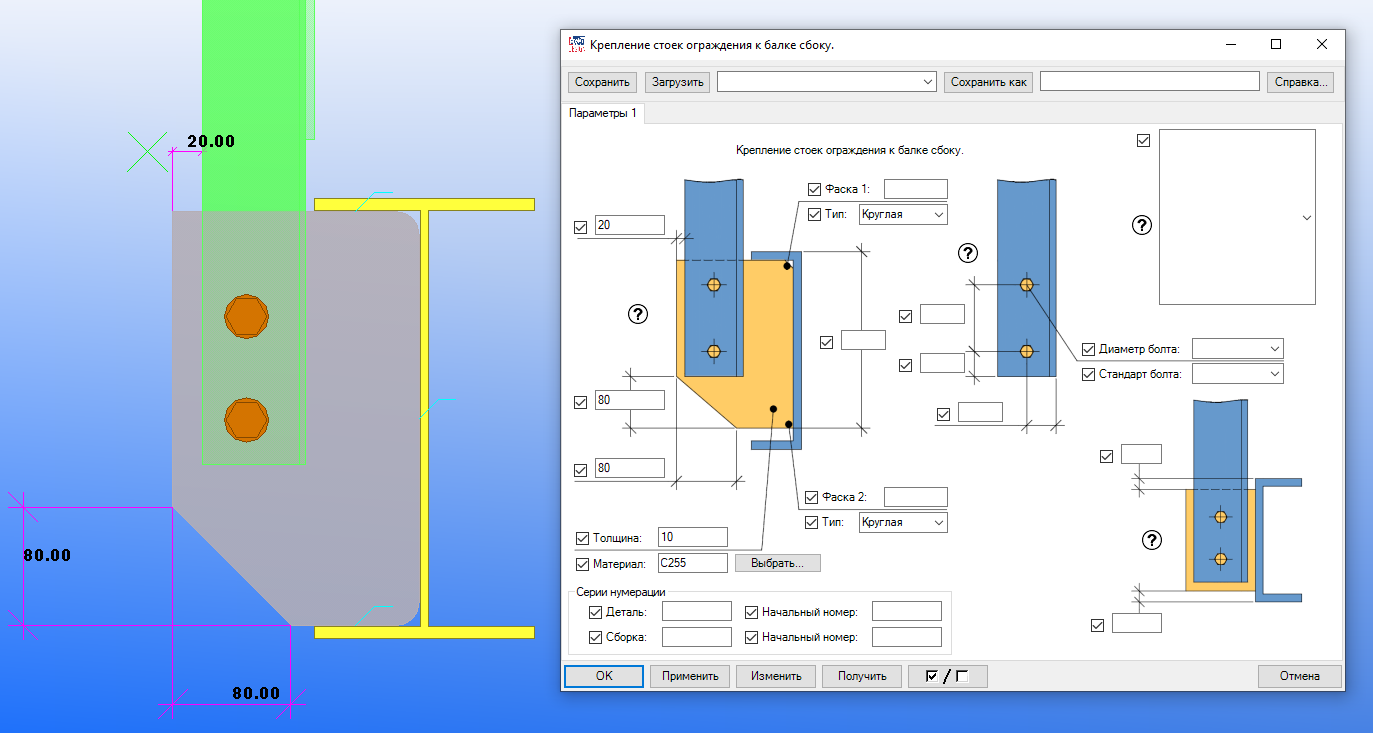 20.00
80.00
80.00
Крепление стоек ограждения к балке сбоку.
Сохранить
Загрузить
Сохранить как
Справка...
Параметры 1
Крепление стоек ограждения к балке сбоку.
Фаска 1:
Тип: Круглая
20
?
?
?
Диаметр болта:
Стандарт болта:
80
80
Фаска 2:
Тип: Круглая
?
Толщина: 10
Материал: C255 Выбрать...
Серии нумерации
Деталь: Начальный номер:
Сборка: Начальный номер:
OK
Применить
Изменить
Получить
/
Отмена